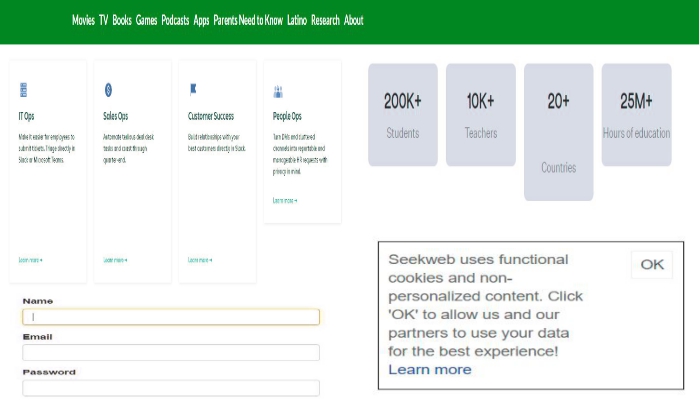 Movies TV Books Games Podcasts Apps Parents Need to Know Latino Research About
IT Ops
Make it easier for employees to
submit tickets. Triage directly in
Slack or Microsoft Teams.
Learn more →
Sales Ops
Automate tedious deal desk
tasks and coast through
quarter-end.
Learn more →
Customer Success
Build relationships with your
best customers directly in Slack.
Learn more →
People Ops
Turn DMs and cluttered
channels into repeatable and
manageable HR requests with
privacy in mind.
Learn more →
200K+
Students
10K+
Teachers
20+
Countries
25M+
Hours of education
Name
Email
Password
Seekweb uses functional
cookies and non-
personalized content. Click
'OK' to allow us and our
partners to use your data
for the best experience!
Learn more
OK